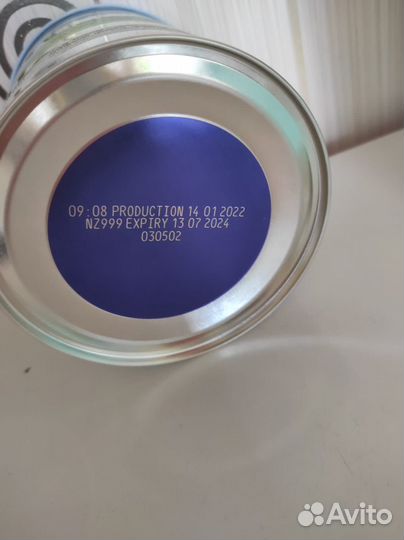 09:08 PRODUCTION 14 01 2022
NZ999 EXPIRY 13 07 2024
030502
Avito